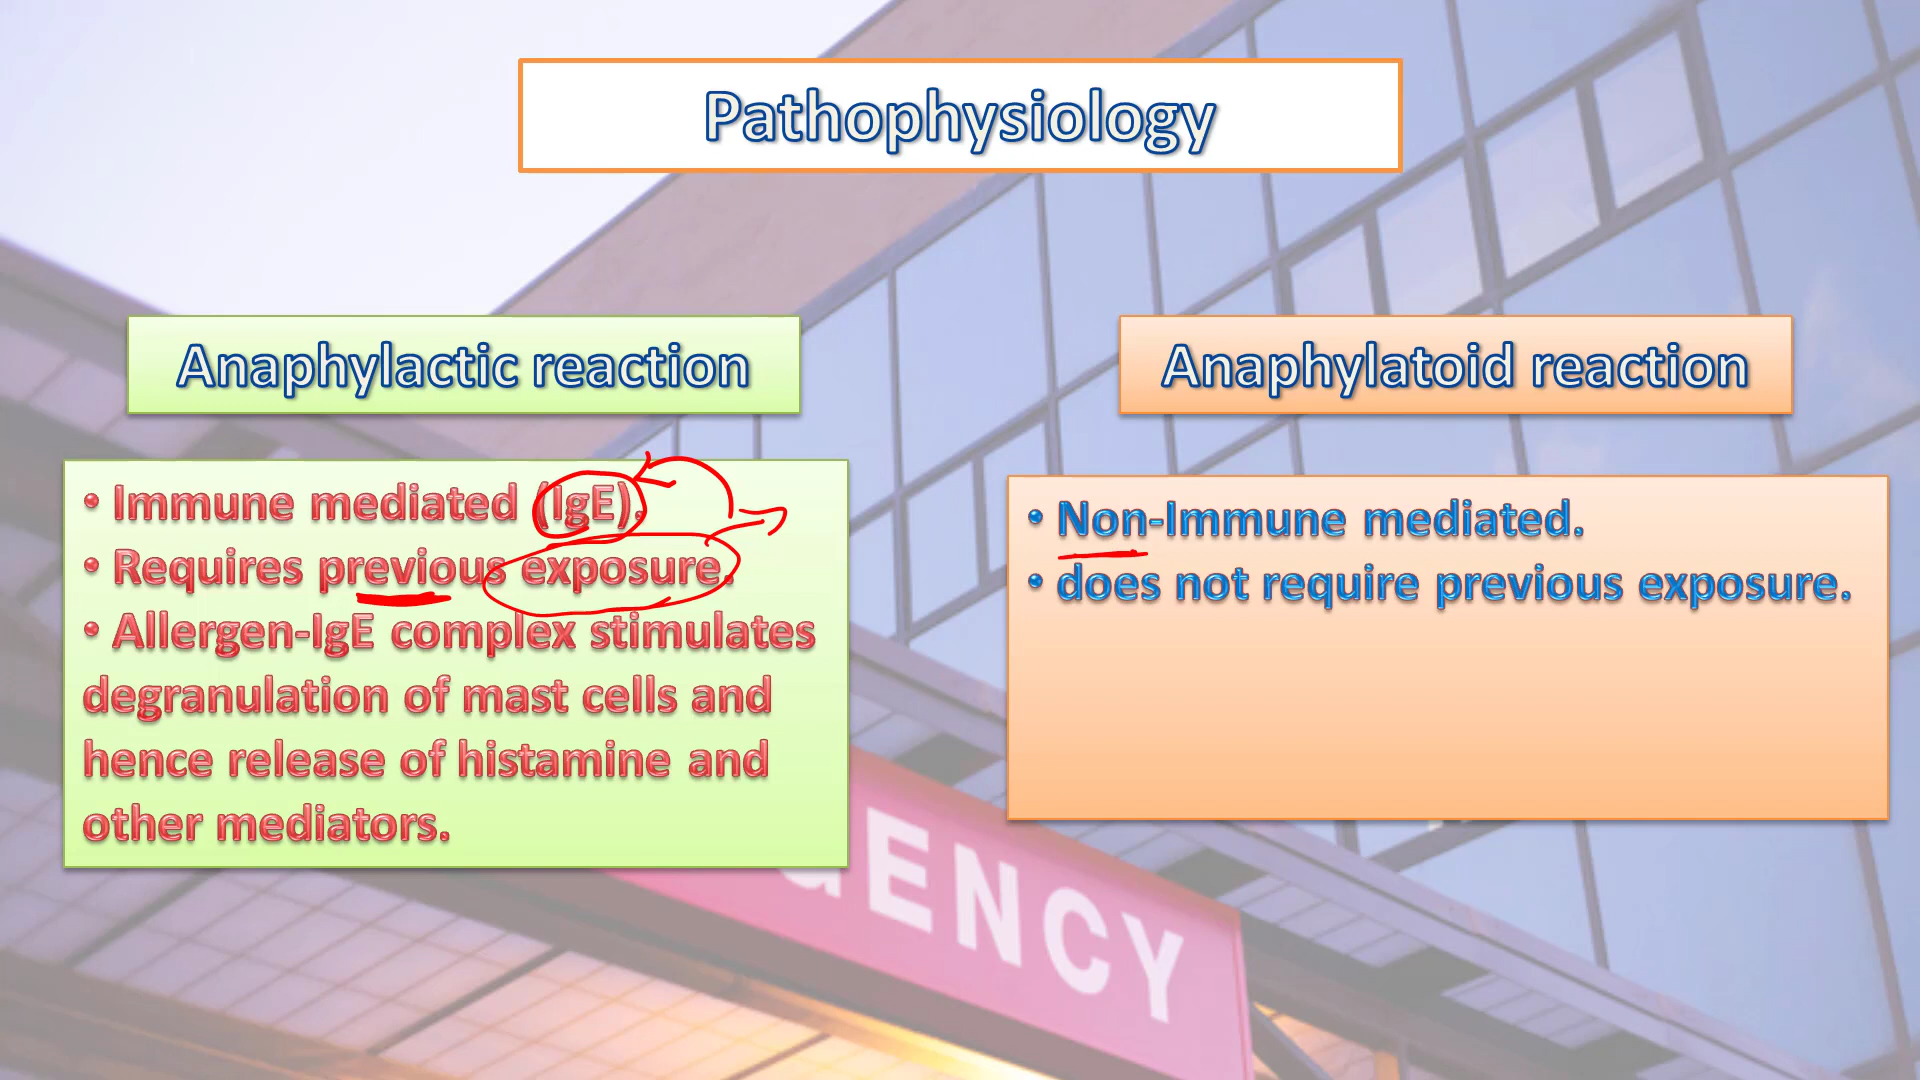 Pathophysiology
Anaphylactic reaction
• Immune mediated (IgE).
• Requires previous exposure.
• Allergen-IgE complex stimulates
degranulation of mast cells and
hence release of histamine and
other mediators.
Anaphylatoid reaction
• Non-Immune mediated.
• does not require previous exposure.
GENCY